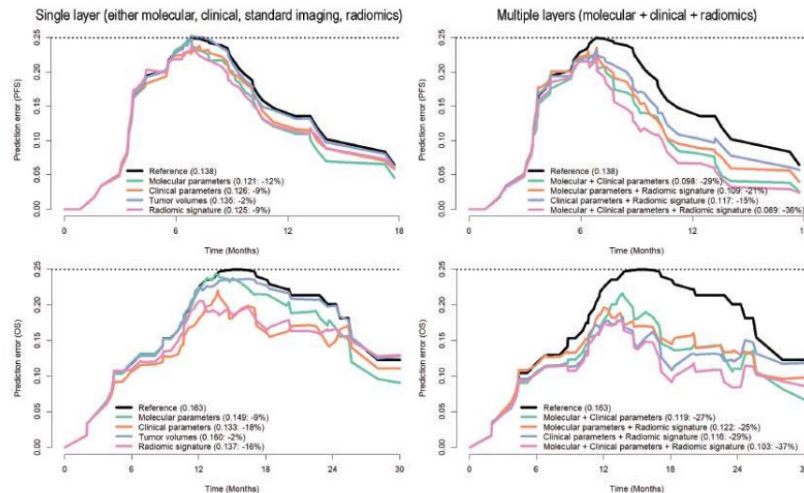 Single layer (either molecular, clinical, standard imaging, radiomics)
Multiple layers (molecular + clinical + radiomics)
Prediction error (PFS)
0.25
0.20
0.15
0.10
0.05
0.00
Reference (0.138)
Molecular parameters (0.121: -12%)
Clinical parameters (0.126: -9%)
Tumor volumes (0.135: -2%)
Radiomic signature (0.125: -9%)
0 6 12 18
Time (Months)
Prediction error (PFS)
0.25
0.20
0.15
0.10
0.05
0.00
Reference (0.138)
Molecular + Clinical parameters (0.098: -29%)
Molecular parameters + Radiomic signature (0.109: -21%)
Clinical parameters + Radiomic signature (0.117: -15%)
Molecular + Clinical parameters + Radiomic signature (0.089: -36%)
0 6 12
Time (Months)
Prediction error (OS)
0.25
0.20
0.15
0.10
0.05
0.00
Reference (0.163)
Molecular parameters (0.149: -9%)
Clinical parameters (0.133: -18%)
Tumor volumes (0.160: -2%)
Radiomic signature (0.137: -16%)
0 6 12 18 24 30
Time (Months)
Prediction error (OS)
0.25
0.20
0.15
0.10
0.05
0.00
Reference (0.163)
Molecular + Clinical parameters (0.119: -27%)
Molecular parameters + Radiomic signature (0.122: -25%)
Clinical parameters + Radiomic signature (0.116: -29%)
Molecular + Clinical parameters + Radiomic signature (0.103: -37%)
0 6 12 18 24
Time (Months)